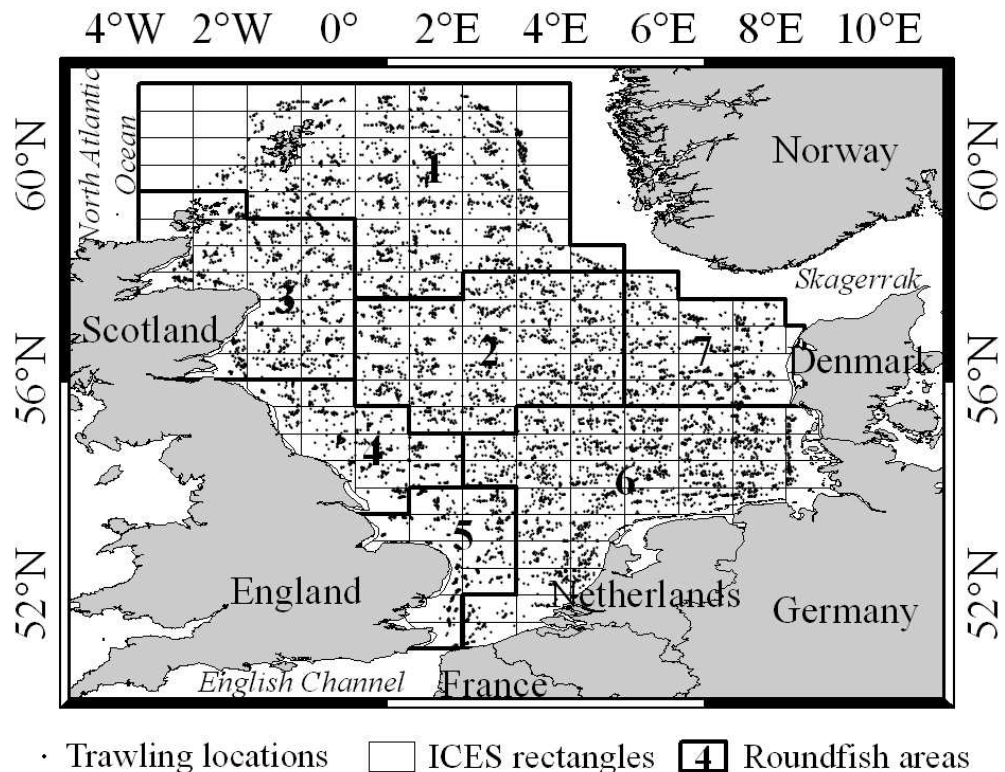 4°W 2°W 0° 2°E 4°E 6°E 8°E 10°E
North Atlantic
Ocean
60°N
60°N
1
Norway
Skagerrak
3
Scotland
2
7
Denmark
56°N
56°N
4
6
5
England
Netherlands
Germany
52°N
52°N
English Channel
France
Trawling locations ICES rectangles 4 Roundfish areas